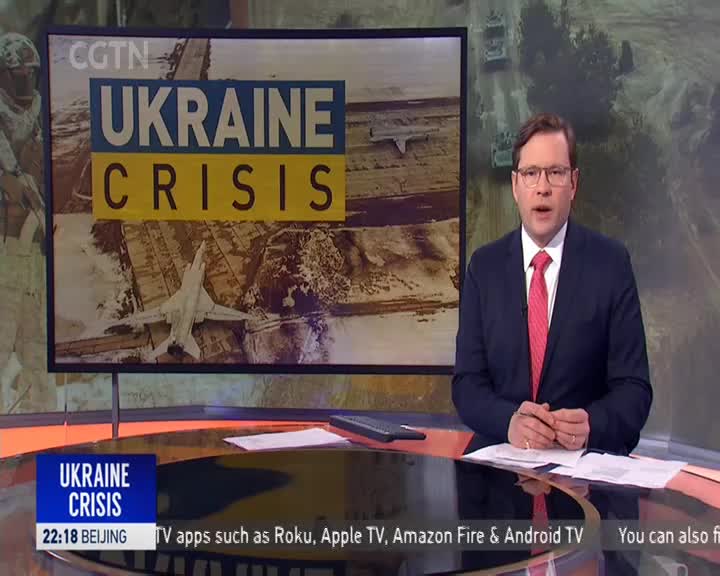 CGTN
UKRAINE
CRISIS
UKRAINE
CRISIS
22:18 BEIJING
TV apps such as Roku, Apple TV, Amazon Fire & Android TV You can also fi